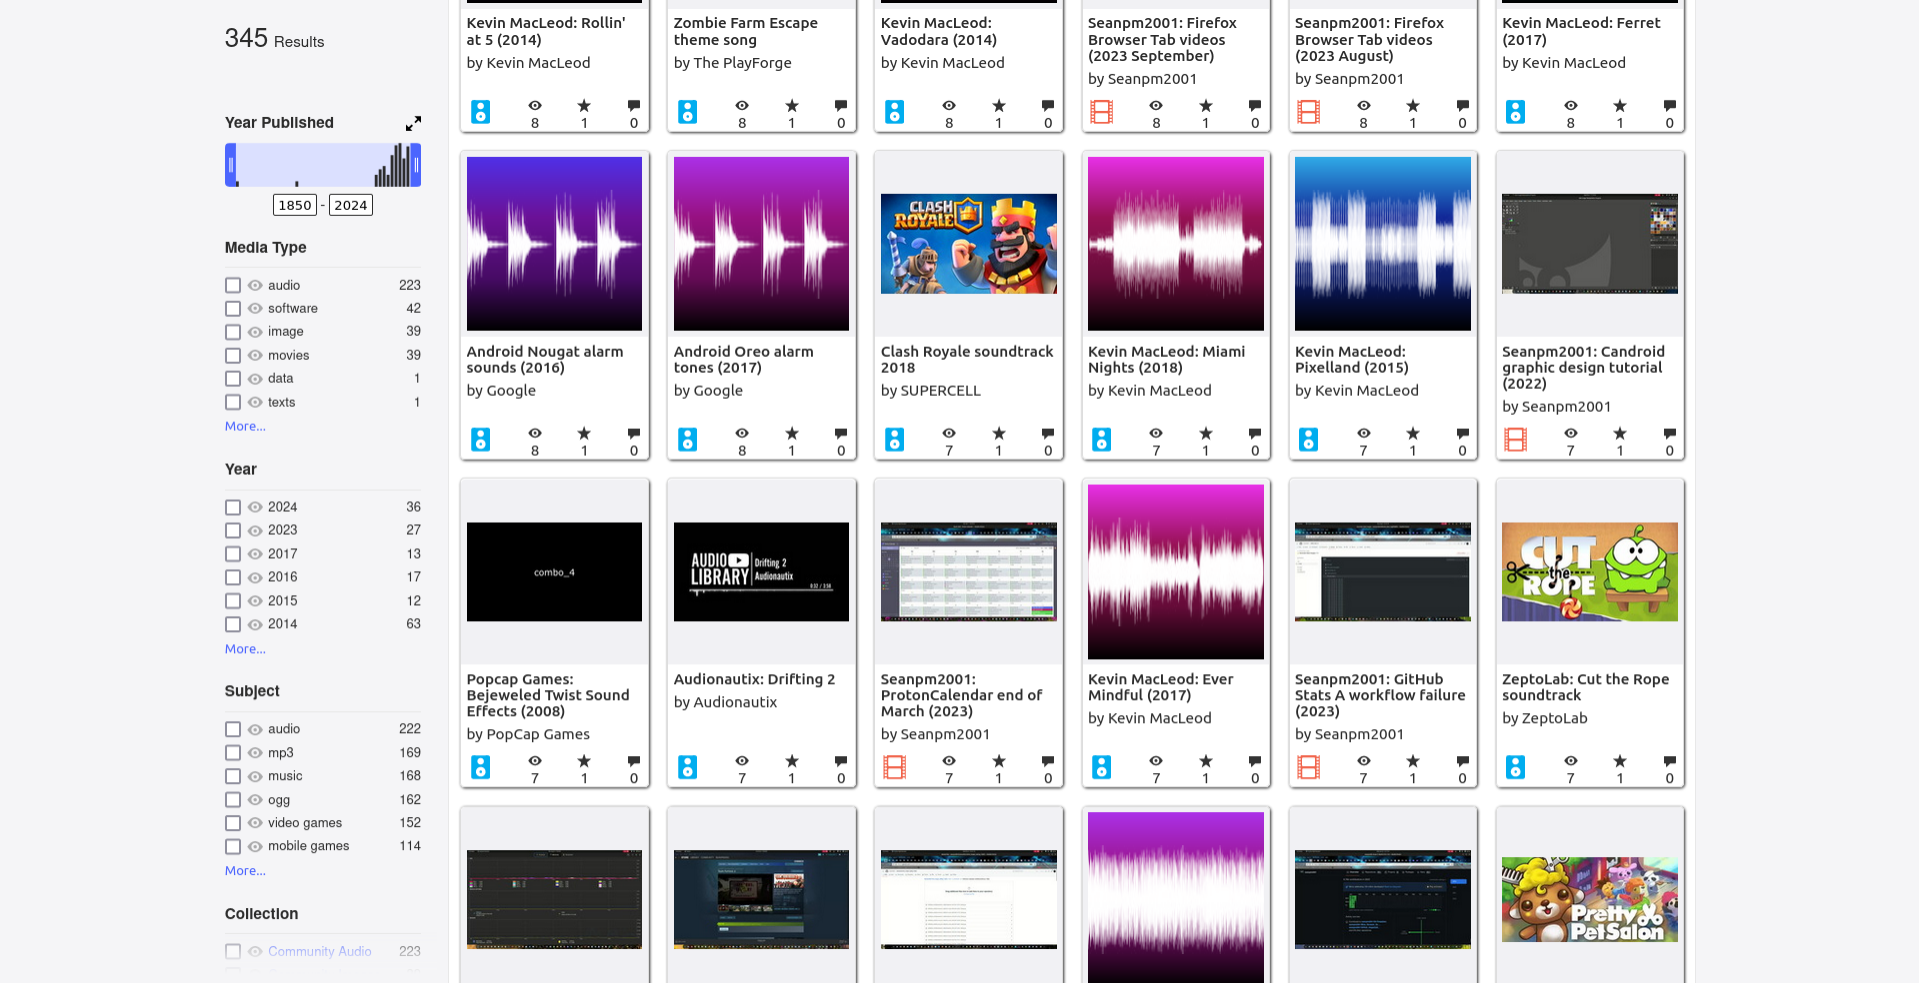 345 Results
Year Published
1850 - 2024
Media Type
audio 223
software 42
image 39
movies 39
data 1
texts 1
More...
Year
2024 36
2023 27
2017 13
2016 17
2015 12
2014 63
More...
Subject
audio 222
mp3 169
music 168
ogg 162
video games 152
mobile games 114
More...
Collection
Community Audio 223
Kevin MacLeod: Rollin'
at 5 (2014)
by Kevin MacLeod
8 1 0
Zombie Farm Escape
theme song
by The PlayForge
8 1 0
Kevin MacLeod:
Vadodara (2014)
by Kevin MacLeod
8 1 0
Seanpm2001: Firefox
Browser Tab videos
(2023 September)
by Seanpm2001
8 1 0
Seanpm2001: Firefox
Browser Tab videos
(2023 August)
by Seanpm2001
8 1 0
Kevin MacLeod: Ferret
(2017)
by Kevin MacLeod
8 1 0
Android Nougat alarm
sounds (2016)
by Google
8 1 0
Android Oreo alarm
tones (2017)
by Google
8 1 0
CLASH
ROYALE
Clash Royale soundtrack
2018
by SUPERCELL
7 1 0
Kevin MacLeod: Miami
Nights (2018)
by Kevin MacLeod
7 1 0
Kevin MacLeod:
Pixelland (2015)
by Kevin MacLeod
7 1 0
Seanpm2001: Candroid
graphic design tutorial
(2022)
by Seanpm2001
7 1 0
combo_4
Popcap Games:
Bejeweled Twist Sound
Effects (2008)
by PopCap Games
7 1 0
AUDIO
LIBRARY
Drifting 2
Audionautix
Audionautix: Drifting 2
by Audionautix
7 1 0
Seanpm2001:
ProtonCalendar end of
March (2023)
by Seanpm2001
7 1 0
Kevin MacLeod: Ever
Mindful (2017)
by Kevin MacLeod
7 1 0
Seanpm2001: GitHub
Stats A workflow failure
(2023)
by Seanpm2001
7 1 0
CUT
the
ROPE
ZeptoLab: Cut the Rope
soundtrack
by ZeptoLab
7 1 0
Pretty
Pet Salon